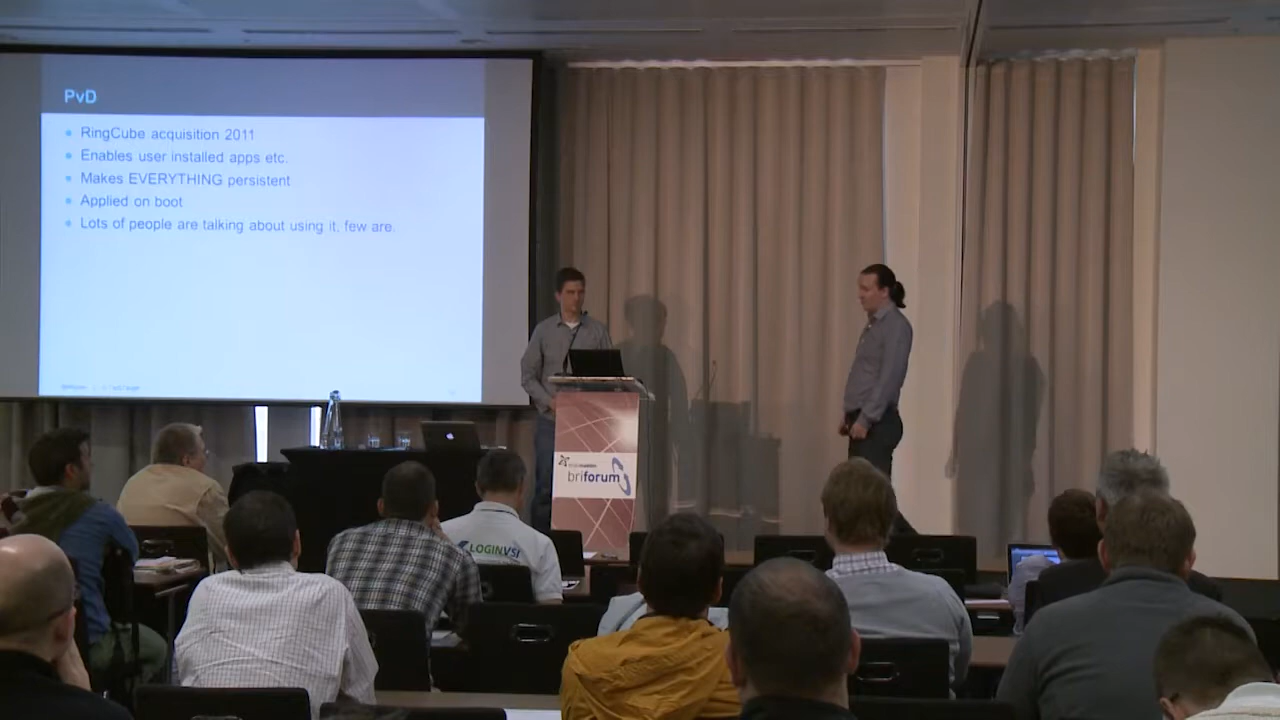 PvD
RingCube acquisition 2011
Enables user installed apps etc.
Makes EVERYTHING persistent
Applied on boot
Lots of people are talking about using it, few are.
briforum
LOGINVSI